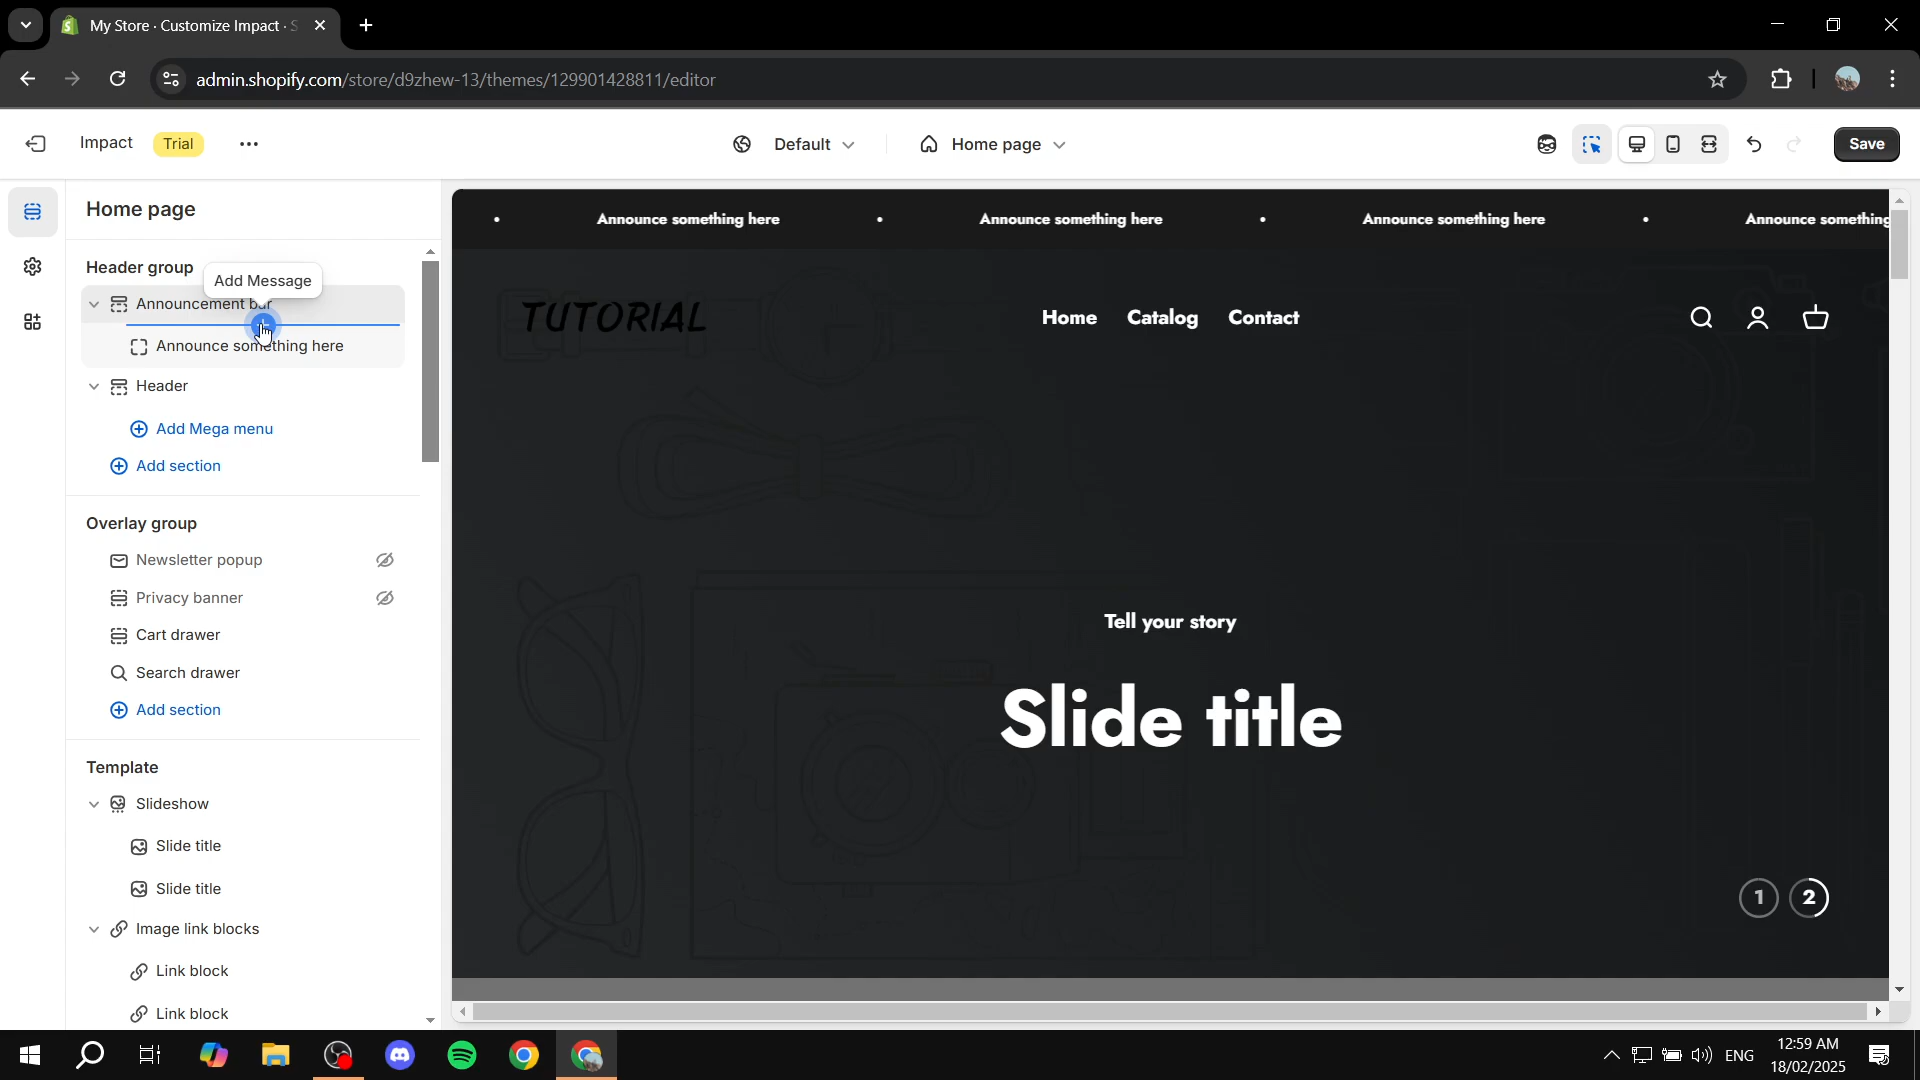 My Store · Customize Impact · S
admin.shopify.com/store/d9zhew-13/themes/129901428811/editor
Impact
Trial
Default
Home page
Save
Home page
Header group
Add Message
Announcement bar
Announce something here
Header
Add Mega menu
Add section
Overlay group
Newsletter popup
Privacy banner
Cart drawer
Search drawer
Add section
Template
Slideshow
Slide title
Slide title
Image link blocks
Link block
Link block
• Announce something here • Announce something here • Announce something here • Announce something
TUTORIAL
Home Catalog Contact
Tell your story
Slide title
1 2
ENG
12:59 AM
18/02/2025